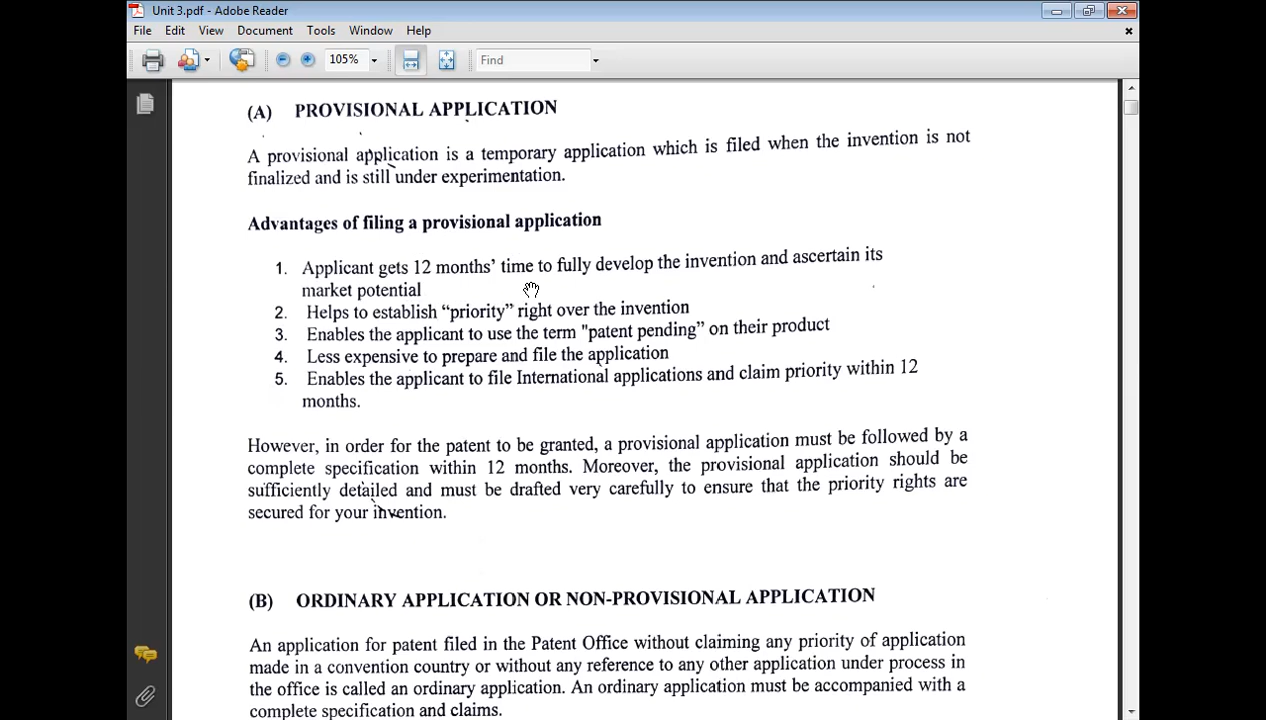 Unit 3.pdf - Adobe Reader
File Edit View Document Tools Window Help
105% Find
(A) PROVISIONAL APPLICATION
A provisional application is a temporary application which is filed when the invention is not
finalized and is still under experimentation.
Advantages of filing a provisional application
1. Applicant gets 12 months' time to fully develop the invention and ascertain its
market potential
2. Helps to establish “priority” right over the invention
3. Enables the applicant to use the term "patent pending” on their product
4. Less expensive to prepare and file the application
5. Enables the applicant to file International applications and claim priority within 12
months.
However, in order for the patent to be granted, a provisional application must be followed by a
complete specification within 12 months. Moreover, the provisional application should be
sufficiently detailed and must be drafted very carefully to ensure that the priority rights are
secured for your invention.
(B) ORDINARY APPLICATION OR NON-PROVISIONAL APPLICATION
An application for patent filed in the Patent Office without claiming any priority of application
made in a convention country or without any reference to any other application under process in
the office is called an ordinary application. An ordinary application must be accompanied with a
complete specification and claims.